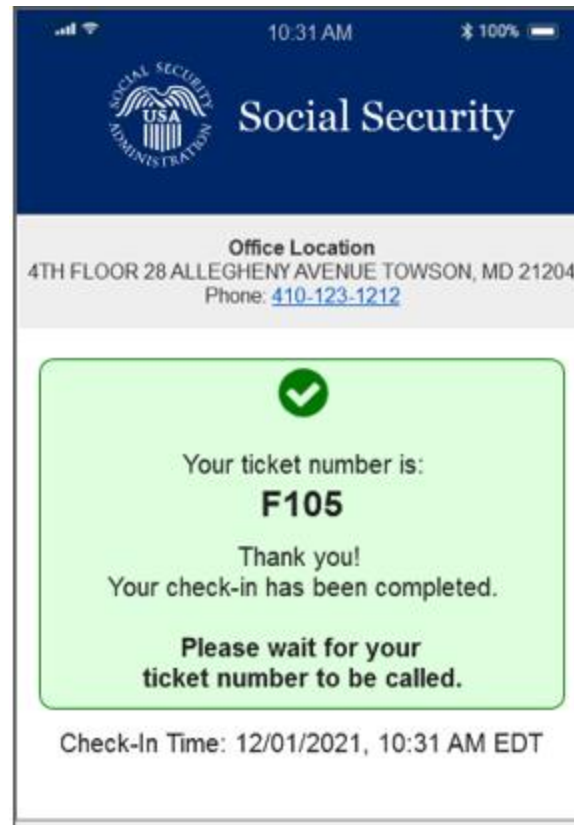 10:31 AM 100%
SOCIAL SECURITY ADMINISTRATION
USA
Social Security
Office Location
4TH FLOOR 28 ALLEGHENY AVENUE TOWSON, MD 21204
Phone: 410-123-1212
Your ticket number is:
F105
Thank you!
Your check-in has been completed.
Please wait for your
ticket number to be called.
Check-In Time: 12/01/2021, 10:31 AM EDT